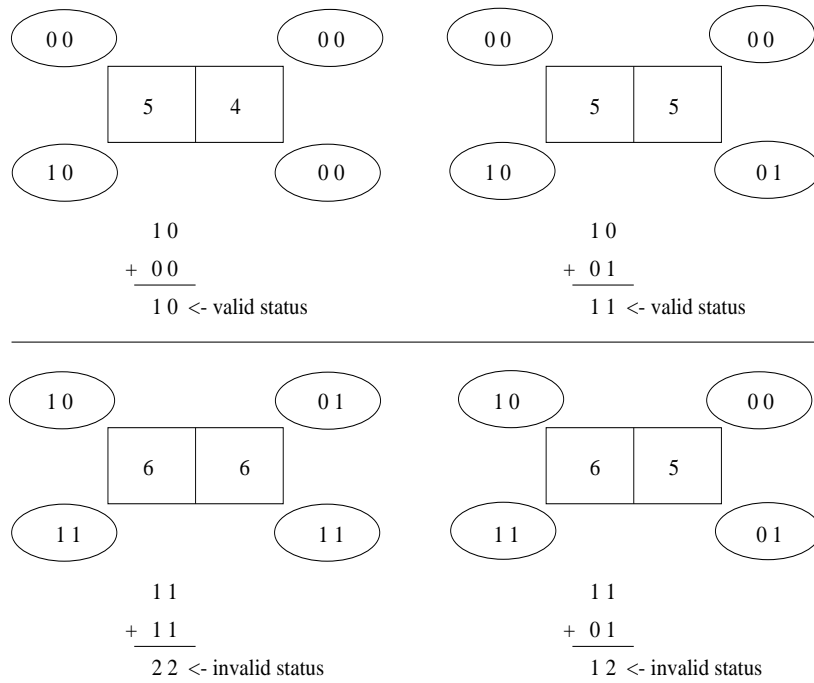 0 0 0 0
5 4
1 0 0 0
1 0
+ 0 0
1 0 <- valid status
0 0 0 0
5 5
1 0 0 1
1 0
+ 0 1
1 1 <- valid status
1 0 0 1
6 6
1 1 1 1
1 1
+ 1 1
2 2 <- invalid status
1 0 0 0
6 5
1 1 0 1
1 1
+ 0 1
1 2 <- invalid status